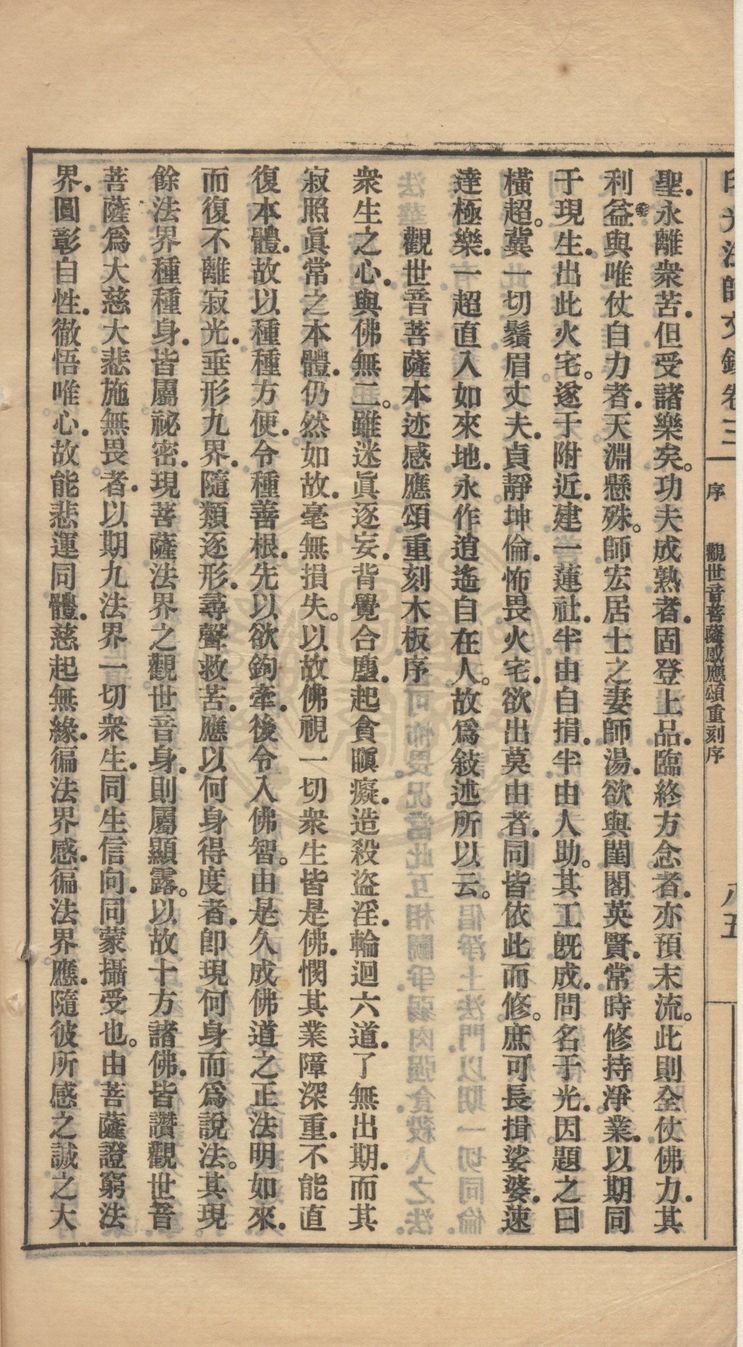 印光法師文鈔卷三 序 觀世音菩薩感應頌重刻序 八五
聖.永離衆苦.但受諸樂矣。功夫成熟者.固登上品.臨終方念者.亦預末流。此則全仗佛力.其
利益與唯仗自力者.天淵懸殊。師宏居士之妻師湯.欲與閨閣英賢.常時修持淨業.以期同
于現生.出此火宅。遂于附近.建一蓮社.半由自捐.半由人助。其工旣成.問名于光.因題之曰
橫超。冀一切鬚眉丈夫.貞靜坤倫.怖畏火宅.欲出莫由者.同皆依此而修。庶可長揖娑婆.速
達極樂.一超直入如來地.永作逍遙自在人。故爲敍述所以云。
觀世音菩薩本迹感應頌重刻木板序
衆生之心.與佛無二。雖迷眞逐妄.背覺合塵.起貪瞋癡.造殺盜淫.輪迴六道.了無出期.而其
寂照眞常之本體.仍然如故.毫無損失。以故佛視一切衆生皆是佛.憫其業障深重.不能直
復本體.故以種種方便.令種善根.先以欲鉤牽.後令入佛智。由是久成佛道之正法明如來.
而復不離寂光.垂形九界.隨類逐形.尋聲救苦.應以何身得度者.卽現何身而爲說法。其現
餘法界種種身.皆屬祕密.現菩薩法界之觀世音身.則屬顯露。以故十方諸佛.皆讚觀世音
菩薩爲大慈大悲施無畏者.以期九法界一切衆生.同生信向.同蒙攝受也。由菩薩證窮法
界.圓彰自性.徹悟唯心.故能悲運同體.慈起無緣.徧法界感.徧法界應.隨彼所感之誠之大